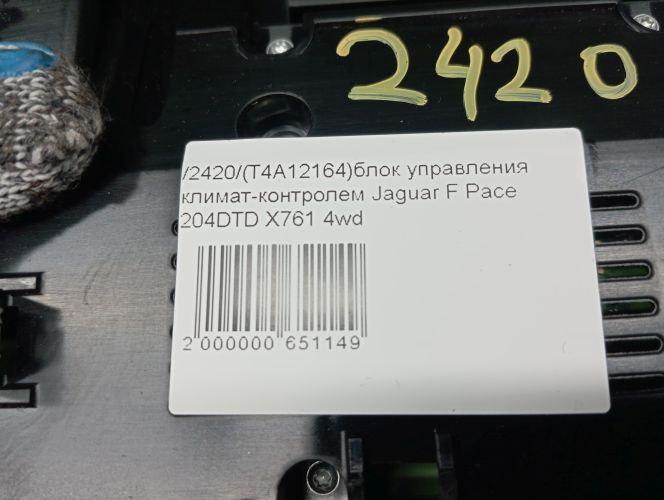 2420
/2420/(T4A12164)блок управления
климат-контролем Jaguar F Pace
204DTD X761 4wd
2 000000 651149